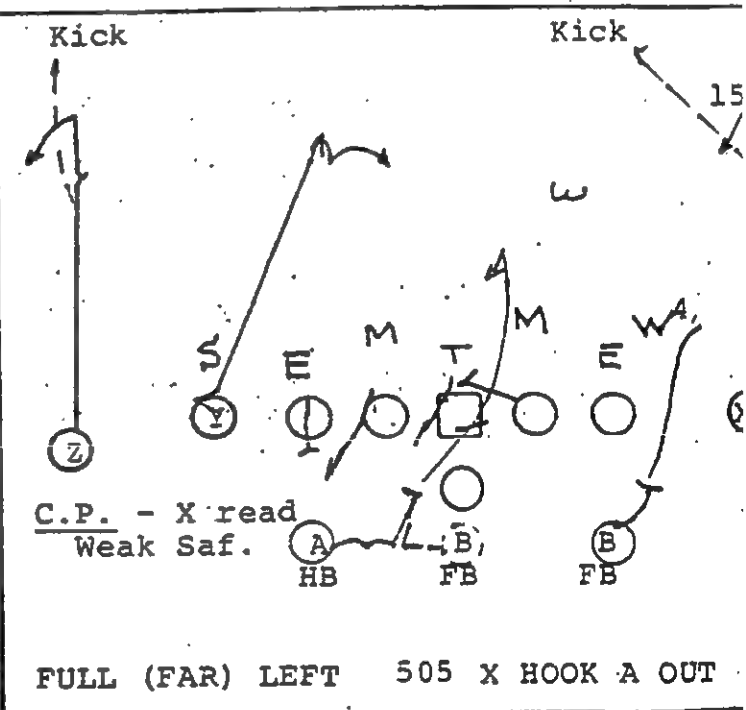 Kick Kick
15
W
S E M T M E W A
Y X
Z
C.P. - X read
Weak Saf. A B B
HB FB FB
FULL (FAR) LEFT 505 X HOOK A OUT